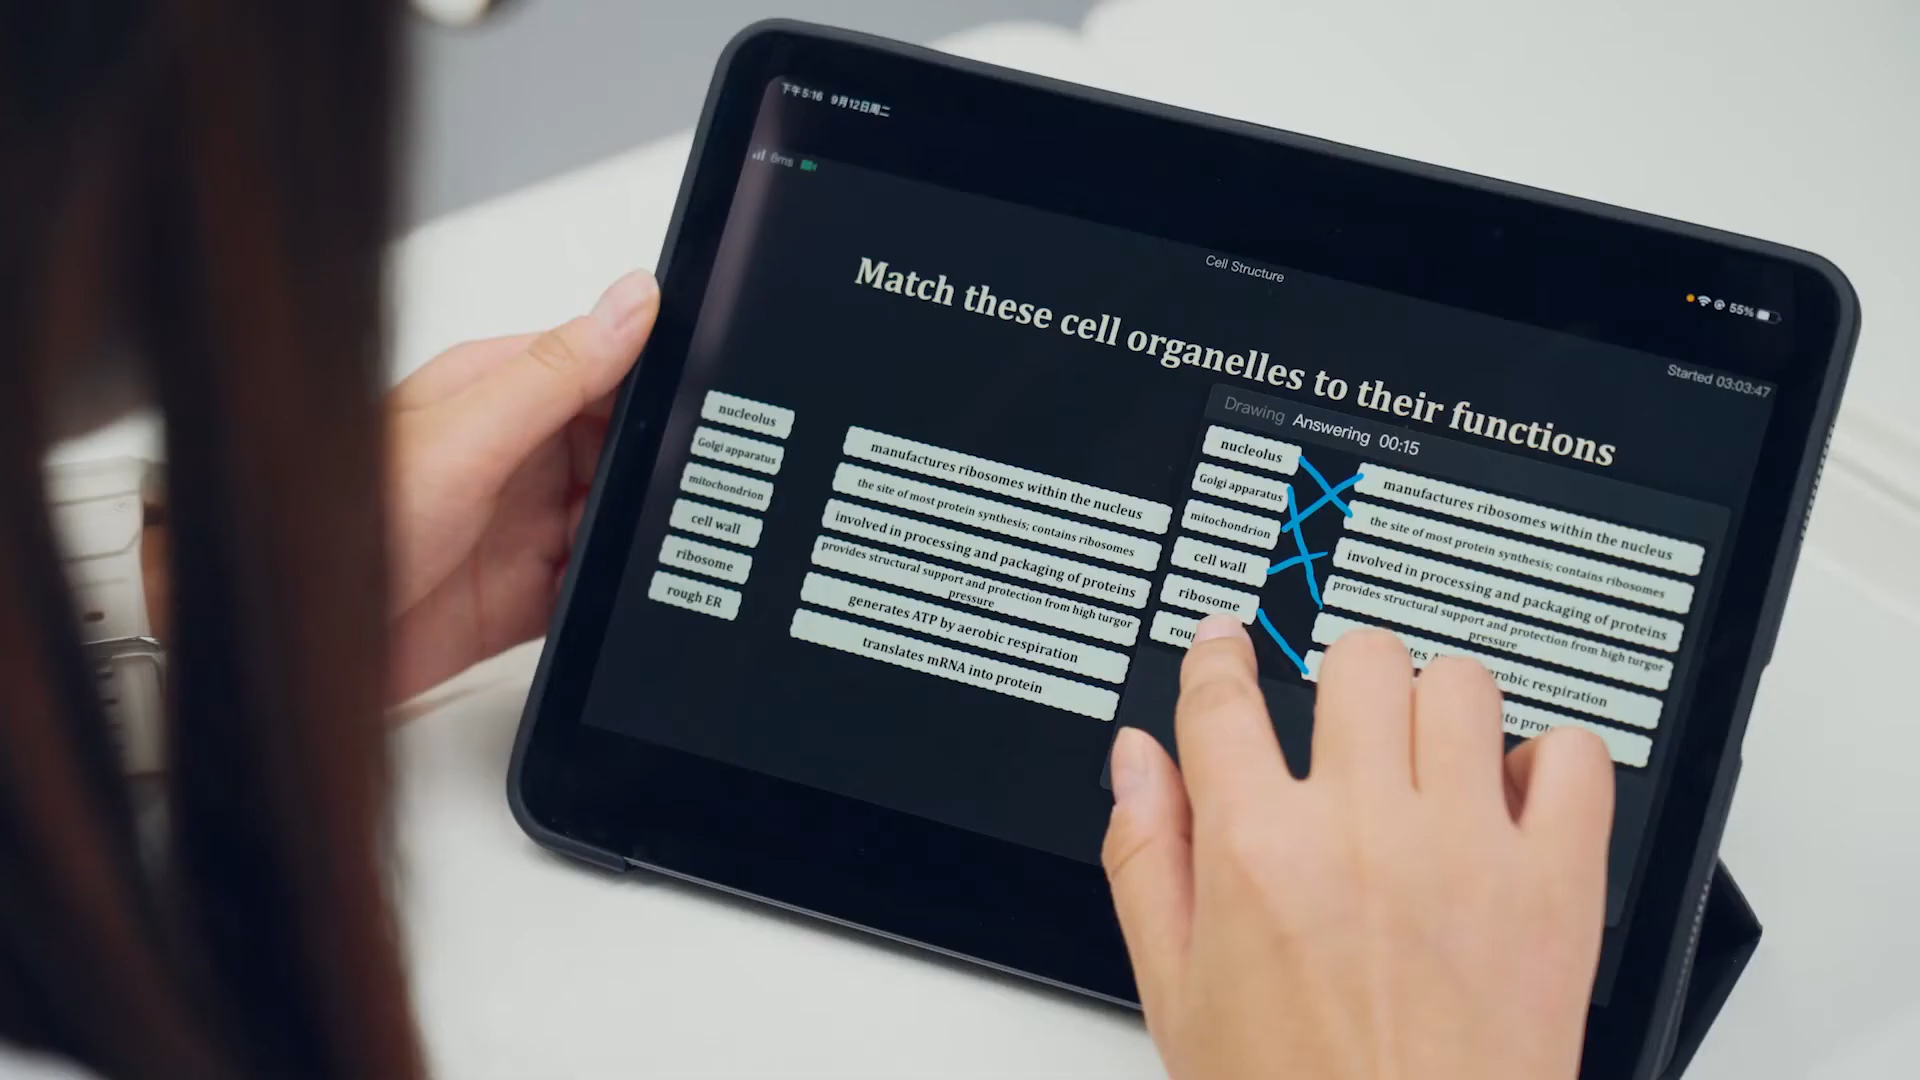 下午5:16 9月12日周二
6ms
55%
Cell Structure
Started 03:03:47
Match these cell organelles to their functions
nucleolus
Golgi apparatus
mitochondrion
cell wall
ribosome
rough ER
manufactures ribosomes within the nucleus
the site of most protein synthesis; contains ribosomes
involved in processing and packaging of proteins
provides structural support and protection from high turgor
pressure
generates ATP by aerobic respiration
translates mRNA into protein
Drawing Answering 00:15
nucleolus
Golgi apparatus
mitochondrion
cell wall
ribosome
manufactures ribosomes within the nucleus
the site of most protein synthesis; contains ribosomes
involved in processing and packaging of proteins
provides structural support and protection from high turgor
pressure
respiration